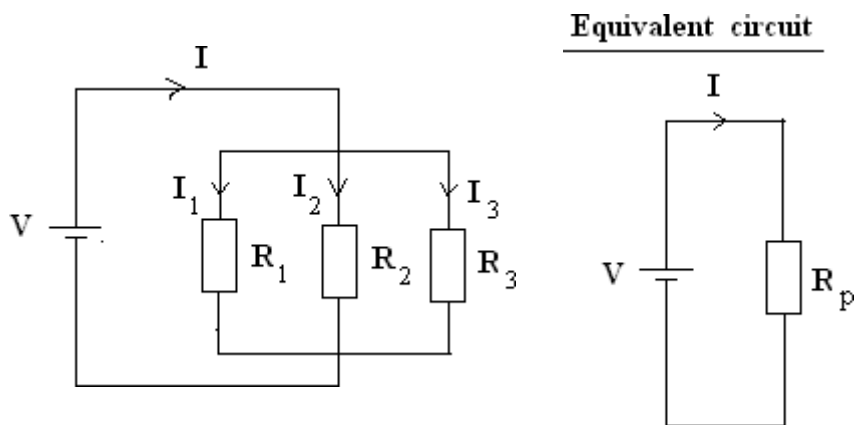 Equivalent circuit
I
I
I₁
I₂
I₃
V
R₁
R₂
R₃
V
Rₚ